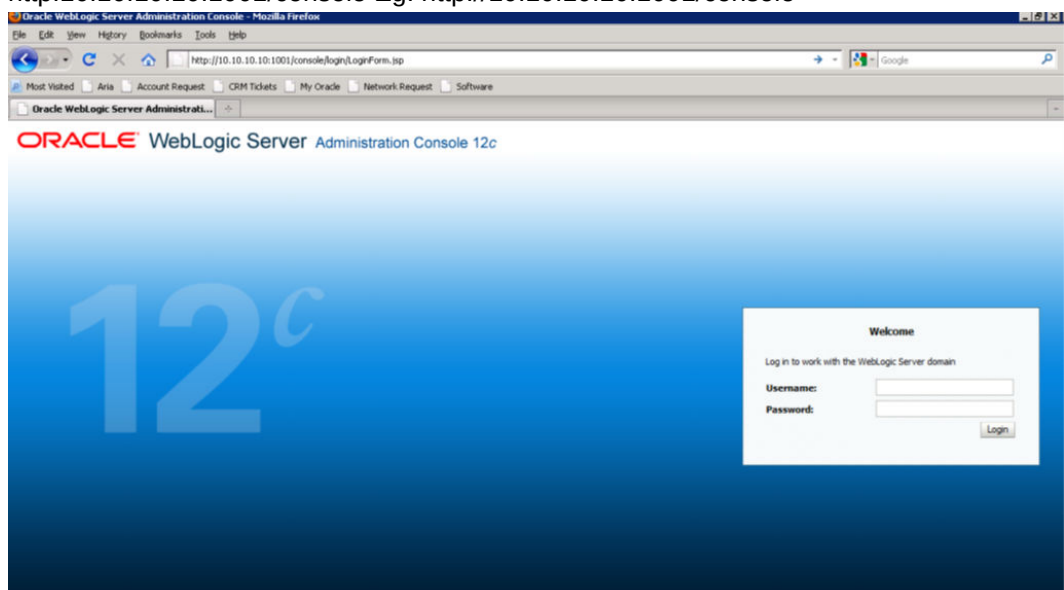 Oracle WebLogic Server Administration Console - Mozilla Firefox
File Edit View History Bookmarks Tools Help
http://10.10.10.10:1001/console/login/LoginForm.jsp
Google
Most Visited Aria Account Request CRM Tickets My Oracle Network Request Software
Oracle WebLogic Server Administrati...
ORACLE WebLogic Server Administration Console 12c
12c
Welcome
Log in to work with the WebLogic Server domain
Username:
Password:
Login